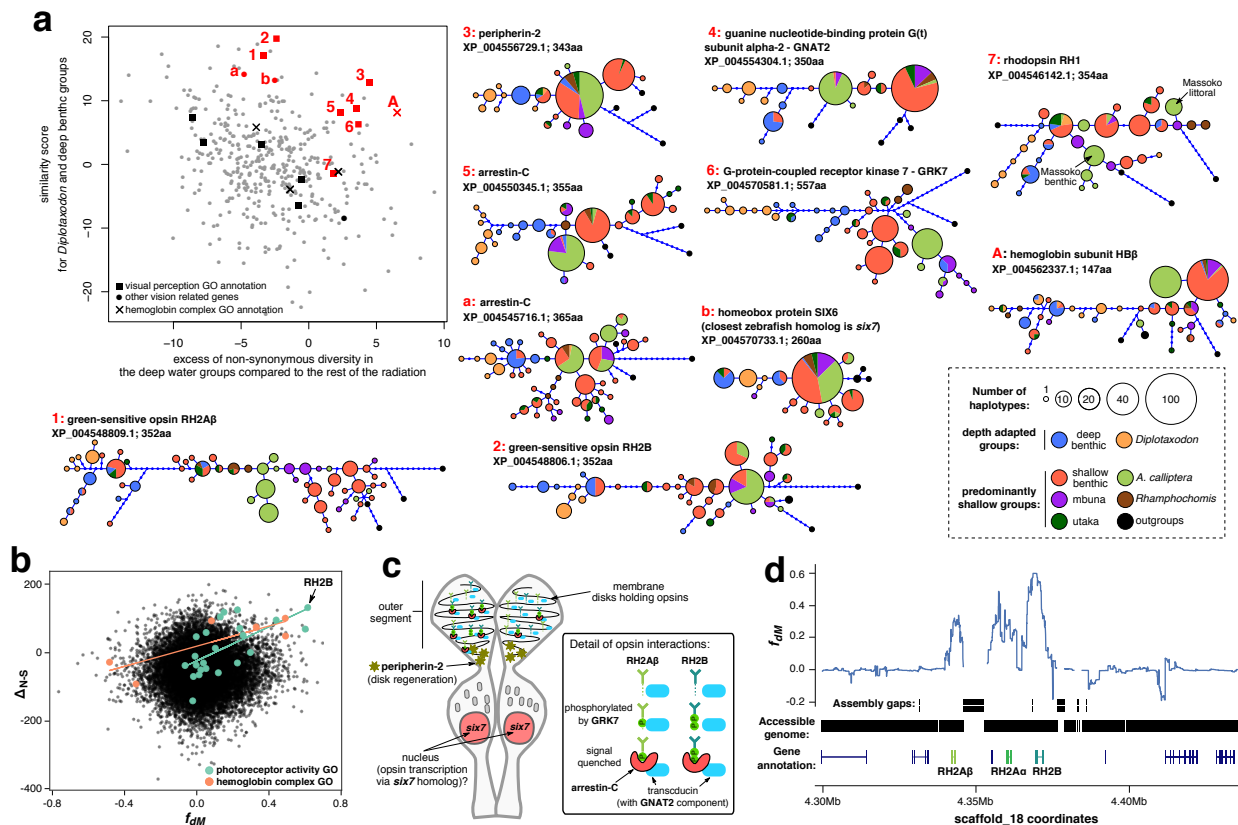 a
similarity score
for Diplotaxodon and deep benthc groups
20
10
0
−10
−20
−10
−5
0
5
10
excess of non-synonymous diversity in
the deep water groups compared to the rest of the radiation
1
2
3
4
5
6
7
a
b
A
visual perception GO annotation
other vision related genes
hemoglobin complex GO annotation
3: peripherin-2
XP_004556729.1; 343aa
4: guanine nucleotide-binding protein G(t)
subunit alpha-2 - GNAT2
XP_004554304.1; 350aa
7: rhodopsin RH1
XP_004546142.1; 354aa
Massoko
littoral
Massoko
benthic
5: arrestin-C
XP_004550345.1; 355aa
6: G-protein-coupled receptor kinase 7 - GRK7
XP_004570581.1; 557aa
A: hemoglobin subunit HBβ
XP_004562337.1; 147aa
a: arrestin-C
XP_004545716.1; 365aa
b: homeobox protein SIX6
(closest zebrafish homolog is six7)
XP_004570733.1; 260aa
1: green-sensitive opsin RH2Aβ
XP_004548809.1; 352aa
2: green-sensitive opsin RH2B
XP_004548806.1; 352aa
Number of
haplotypes:
1
10
20
40
100
depth adapted
groups:
deep
benthic
Diplotaxodon
predominantly
shallow groups:
shallow
benthic
A. calliptera
mbuna
Rhamphochomis
utaka
outgroups
b
ΔN-S
200
0
-200
-400
-0.8
-0.4
0.0
0.4
0.8
fdM
RH2B
photoreceptor activity GO
hemoglobin complex GO
c
outer
segment
membrane
disks holding opsins
peripherin-2
(disk regeneration)
six7
six7
nucleus
(opsin transcription
via six7 homolog)?
Detail of opsin interactions:
RH2Aβ
RH2B
phosphorylated
by GRK7
P
P
signal
quenched
P
P
arrestin-C
transducin
(with GNAT2 component)
d
fdM
0.6
0.4
0.2
0.0
-0.2
Assembly gaps:
Accessible
genome:
Gene
annotation:
RH2Aβ
RH2Aα
RH2B
4.30Mb
4.35Mb
4.40Mb
scaffold_18 coordinates